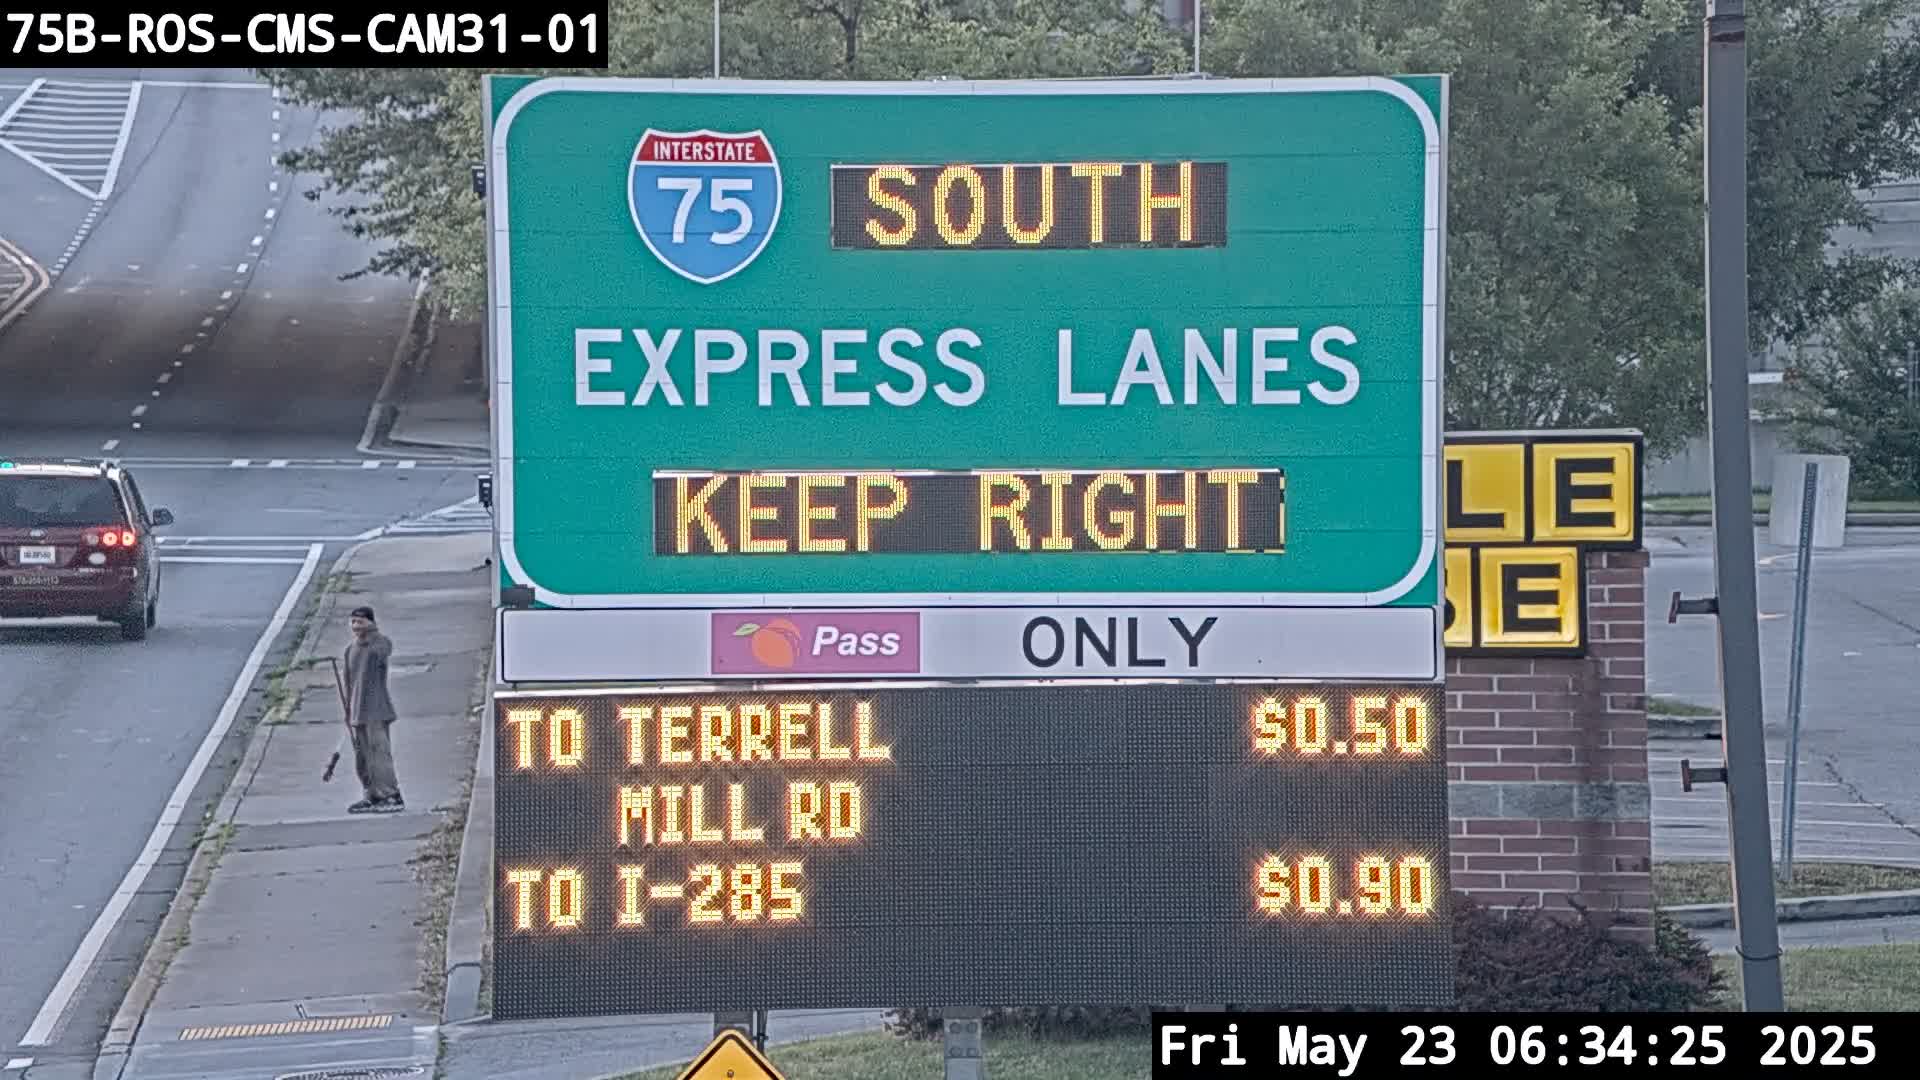 75B-ROS-CMS-CAM31-01
INTERSTATE
75
SOUTH
EXPRESS LANES
KEEP RIGHT
LE
E
Pass
ONLY
TO TERRELL $0.50
MILL RD
TO I-285 $0.90
Fri May 23 06:34:25 2025